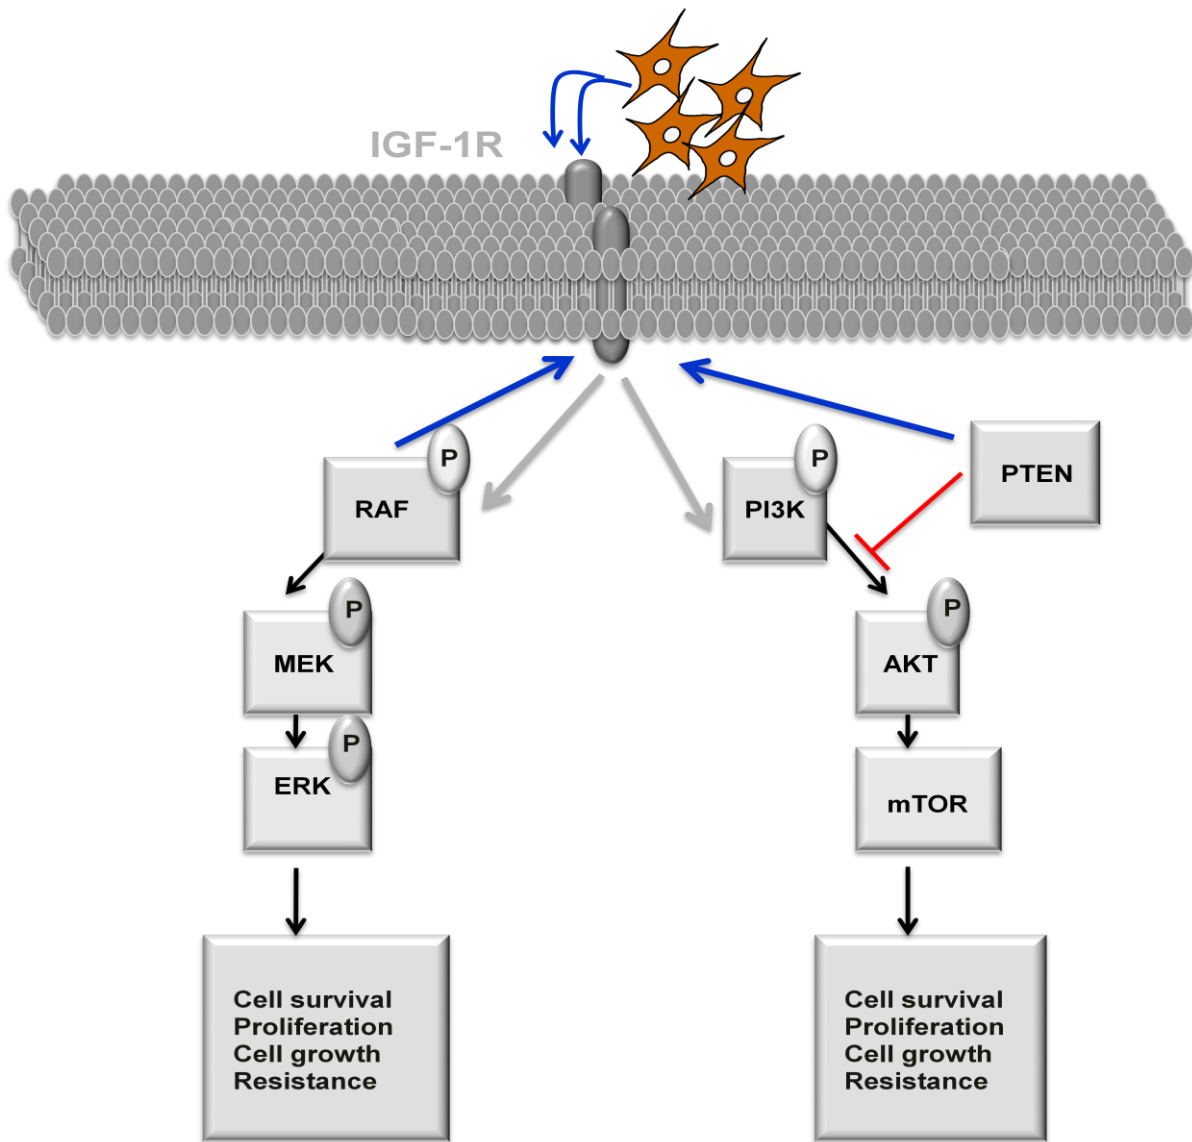 IGF-1R
P
RAF
P
MEK
P
ERK
Cell survival
Proliferation
Cell growth
Resistance
P
PI3K
PTEN
P
AKT
mTOR
Cell survival
Proliferation
Cell growth
Resistance